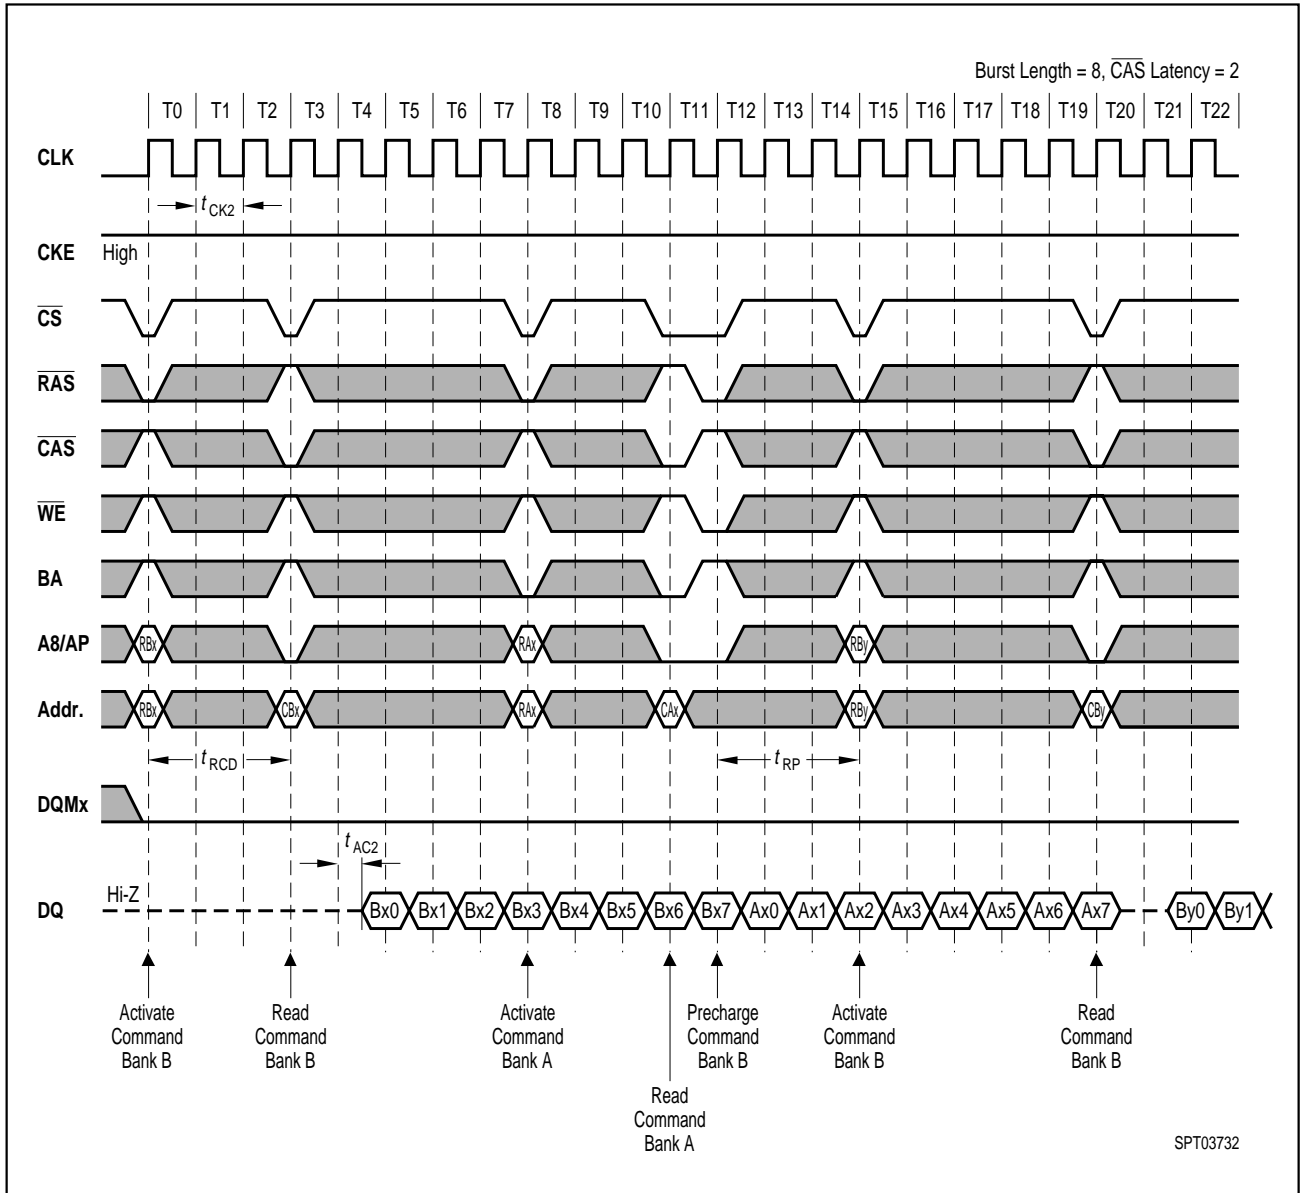 Burst Length = 8, CAS Latency = 2
T0 T1 T2 T3 T4 T5 T6 T7 T8 T9 T10 T11 T12 T13 T14 T15 T16 T17 T18 T19 T20 T21 T22
CLK
t CK2
CKE High
CS
RAS
CAS
WE
BA
A8/AP RBx RAx RBy
Addr. RBx CBx RAx CAx RBy CBy
t RCD t RP
DQMx
t AC2
DQ Hi-Z Bx0 Bx1 Bx2 Bx3 Bx4 Bx5 Bx6 Bx7 Ax0 Ax1 Ax2 Ax3 Ax4 Ax5 Ax6 Ax7 By0 By1
Activate
Command
Bank B
Read
Command
Bank B
Activate
Command
Bank A
Read
Command
Bank A
Precharge
Command
Bank B
Activate
Command
Bank B
Read
Command
Bank B
SPT03732